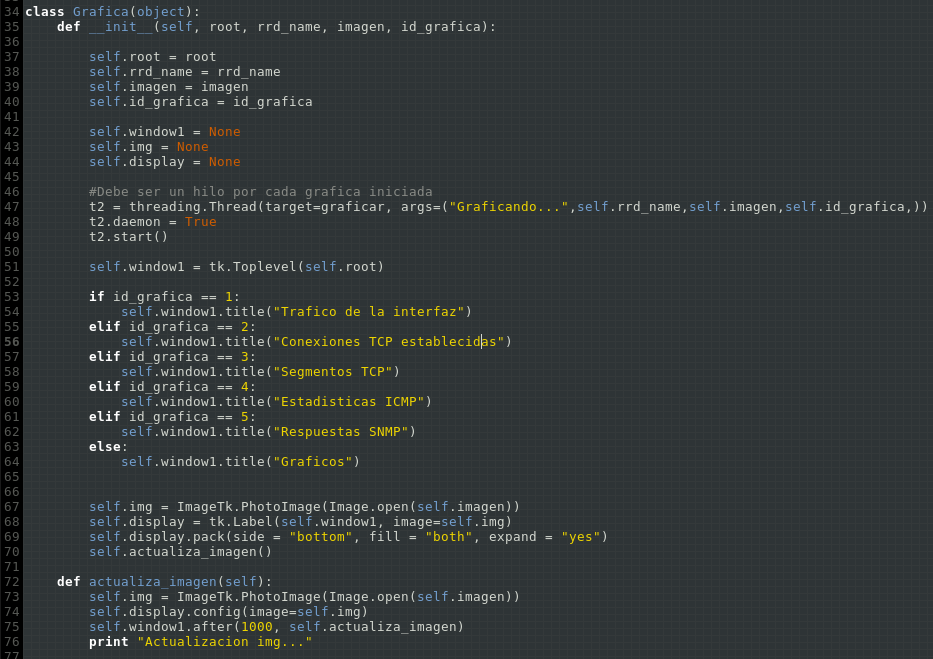 34 class Grafica(object):
35     def __init__(self, root, rrd_name, imagen, id_grafica):
36
37         self.root = root
38         self.rrd_name = rrd_name
39         self.imagen = imagen
40         self.id_grafica = id_grafica
41
42         self.window1 = None
43         self.img = None
44         self.display = None
45
46         #Debe ser un hilo por cada grafica iniciada
47         t2 = threading.Thread(target=graficar, args=("Graficando...",self.rrd_name,self.imagen,self.id_grafica,))
48         t2.daemon = True
49         t2.start()
50
51         self.window1 = tk.Toplevel(self.root)
52
53         if id_grafica == 1:
54             self.window1.title("Trafico de la interfaz")
55         elif id_grafica == 2:
56             self.window1.title("Conexiones TCP establecidas")
57         elif id_grafica == 3:
58             self.window1.title("Segmentos TCP")
59         elif id_grafica == 4:
60             self.window1.title("Estadisticas ICMP")
61         elif id_grafica == 5:
62             self.window1.title("Respuestas SNMP")
63         else:
64             self.window1.title("Graficos")
65
66
67         self.img = ImageTk.PhotoImage(Image.open(self.imagen))
68         self.display = tk.Label(self.window1, image=self.img)
69         self.display.pack(side = "bottom", fill = "both", expand = "yes")
70         self.actualiza_imagen()
71
72     def actualiza_imagen(self):
73         self.img = ImageTk.PhotoImage(Image.open(self.imagen))
74         self.display.config(image=self.img)
75         self.window1.after(1000, self.actualiza_imagen)
76         print "Actualizacion img..."
77